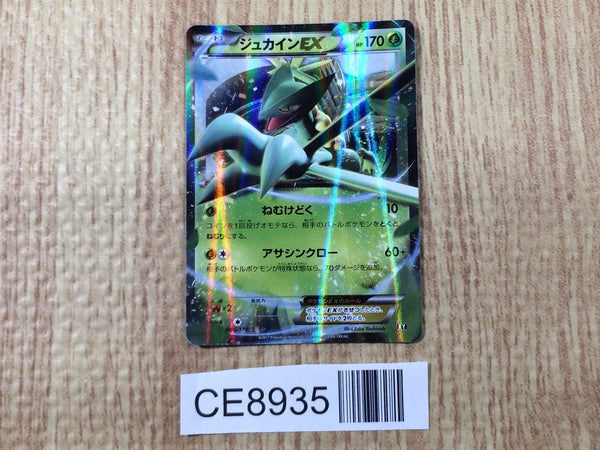 ジュカインEX HP170
ねむけどく 10
コインを1回投げオモテなら、相手のバトルポケモンをどくと
ねむりにする。
アサシンクロー 60+
相手のバトルポケモンが特殊状態なら、70ダメージを追加。
×2
ポケモンEXのルール
ポケモンEXがきぜつしたとき、
相手はサイドを2枚とる。
CE8935